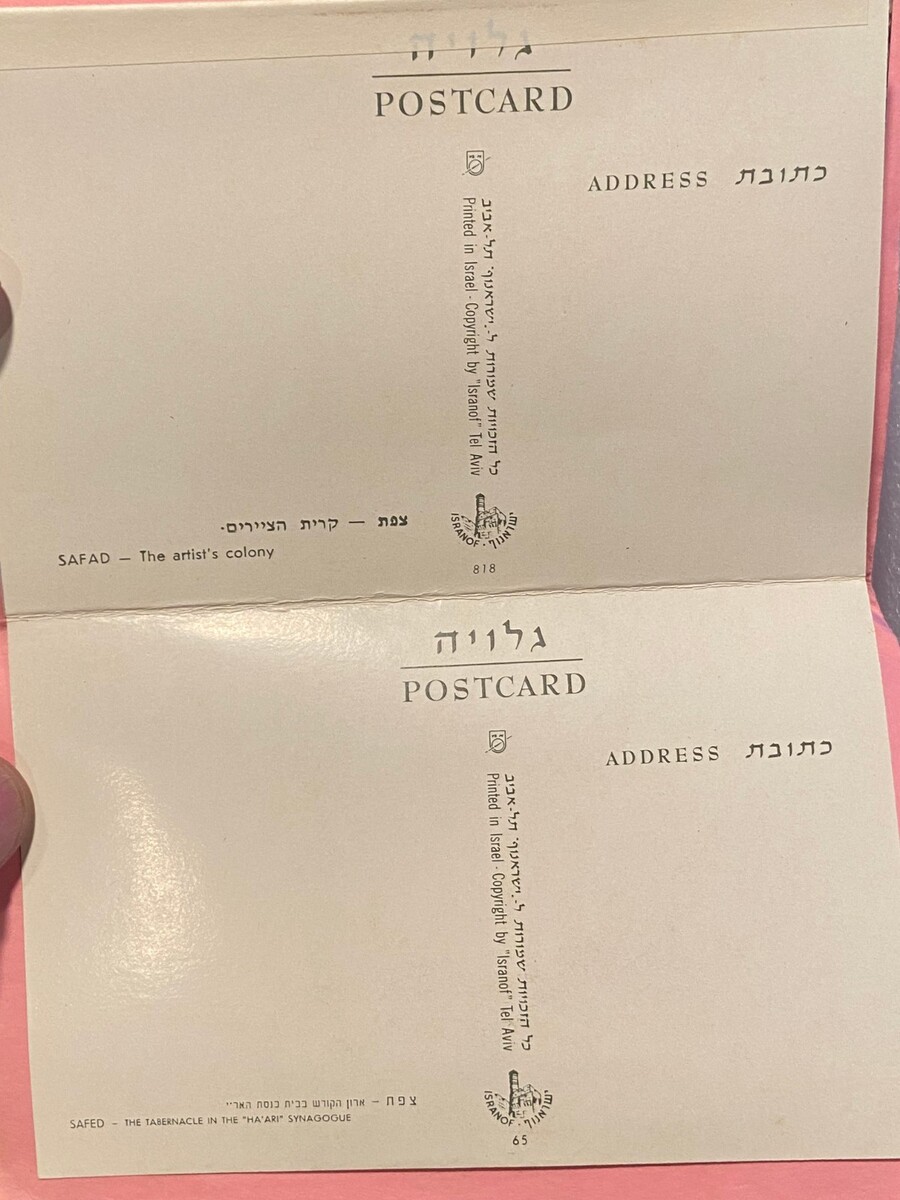 גלויה
POSTCARD
ADDRESS כתובת
כל הזכויות שמורות ל„ישראנוף" תל-אביב
Printed in Israel - Copyright by "Isranof" Tel Aviv
צפת — קרית הציירים.
SAFAD — The artist's colony
ISRANOF · ישראנוף
818
גלויה
POSTCARD
ADDRESS כתובת
כל הזכויות שמורות ל„ישראנוף" תל-אביב
Printed in Israel - Copyright by "Isranof" Tel Aviv
צפת – ארון הקודש בבית כנסת האר״י
SAFED – THE TABERNACLE IN THE "HA'ARI" SYNAGOGUE
ISRANOF · ישראנוף
65